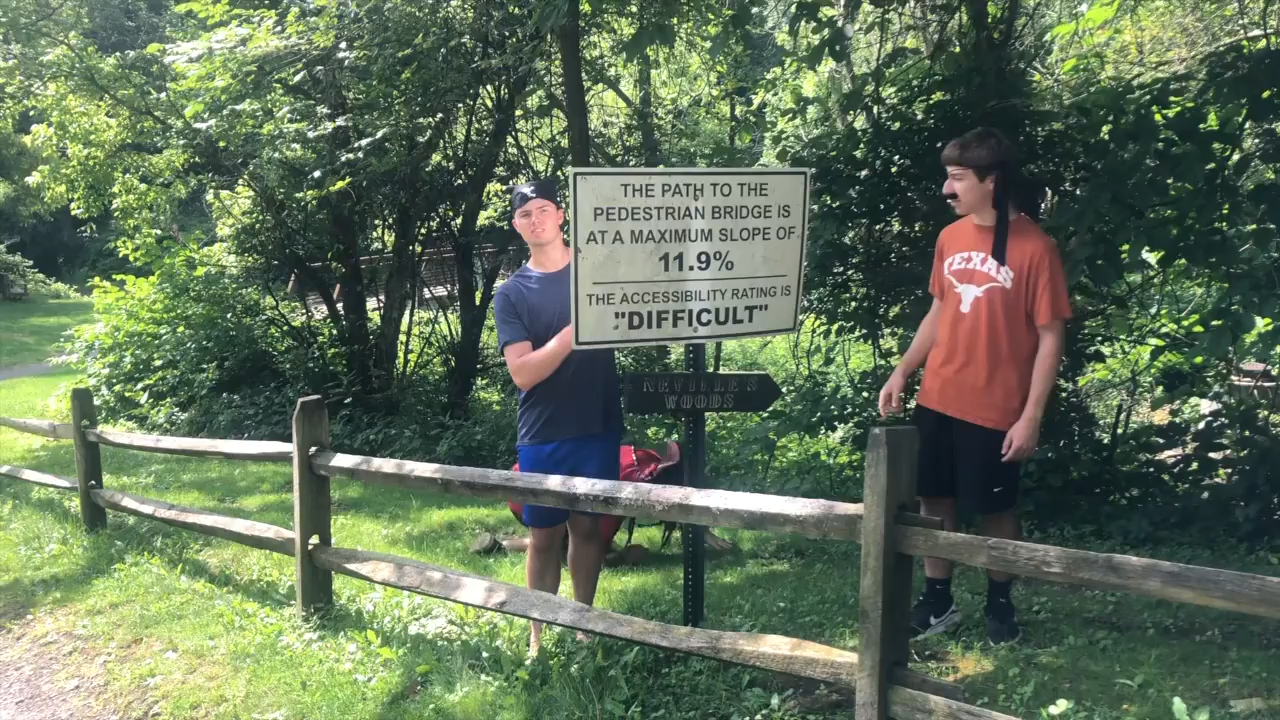 THE PATH TO THE
PEDESTRIAN BRIDGE IS
AT A MAXIMUM SLOPE OF
11.9%
THE ACCESSIBILITY RATING IS
"DIFFICULT"
NEVILLE'S
WOODS
TEXAS